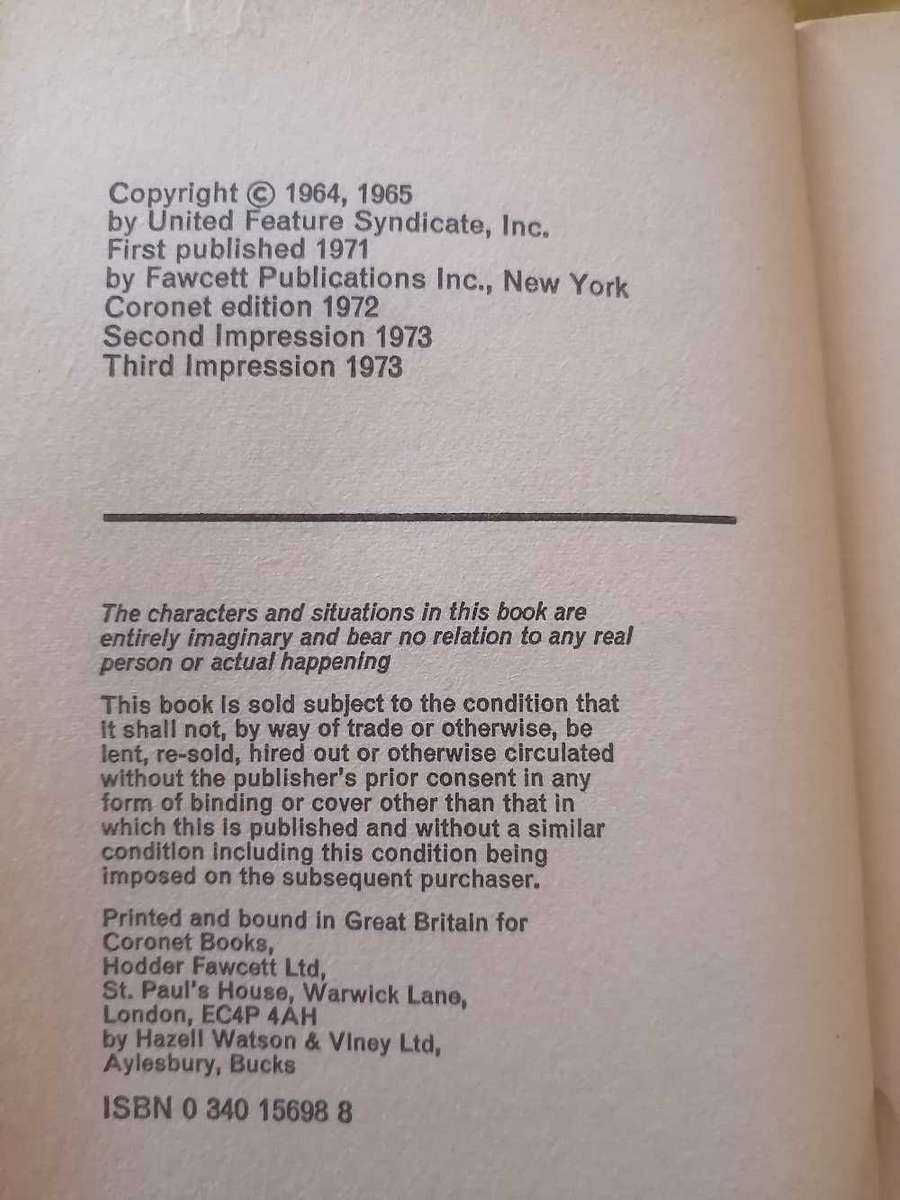 Copyright © 1964, 1965
by United Feature Syndicate, Inc.
First published 1971
by Fawcett Publications Inc., New York
Coronet edition 1972
Second Impression 1973
Third Impression 1973
The characters and situations in this book are
entirely imaginary and bear no relation to any real
person or actual happening
This book is sold subject to the condition that
it shall not, by way of trade or otherwise, be
lent, re-sold, hired out or otherwise circulated
without the publisher's prior consent in any
form of binding or cover other than that in
which this is published and without a similar
condition including this condition being
imposed on the subsequent purchaser.
Printed and bound in Great Britain for
Coronet Books,
Hodder Fawcett Ltd,
St. Paul's House, Warwick Lane,
London, EC4P 4AH
by Hazell Watson & Viney Ltd,
Aylesbury, Bucks
ISBN 0 340 15698 8